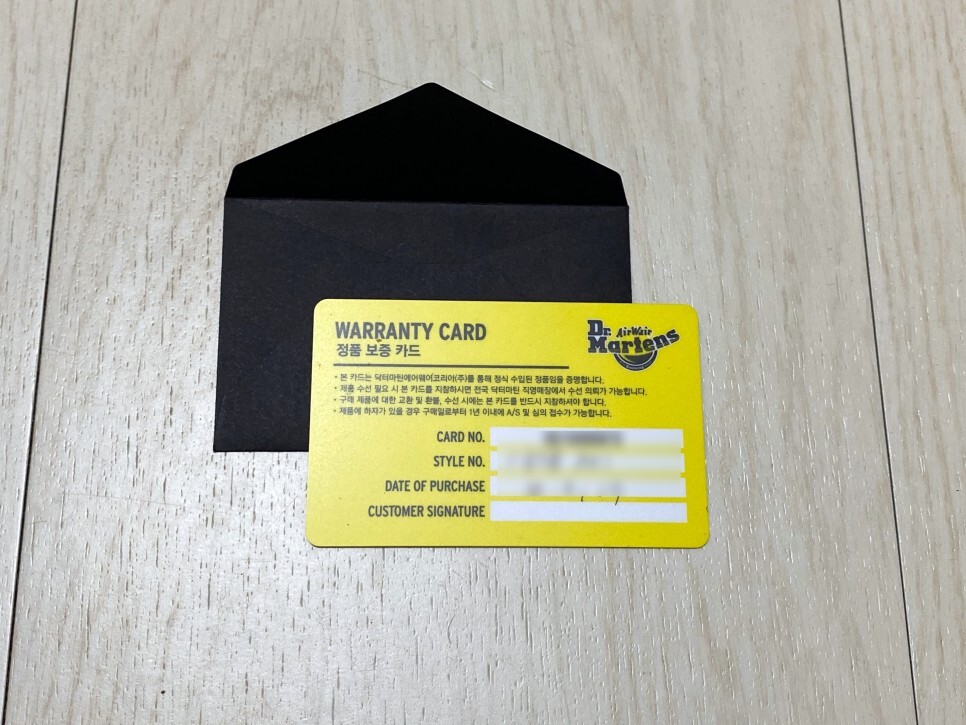 WARRANTY CARD
정품 보증 카드
Dr. AirWair
Martens
• 본 카드는 닥터마틴에어웨어코리아(주)를 통해 정식 수입된 정품임을 증명합니다.
• 제품 수선 필요 시 본 카드를 지참하시면 전국 닥터마틴 직영매장에서 수선 의뢰가 가능합니다.
• 구매 제품에 대한 교환 및 환불, 수선 시에는 본 카드를 반드시 지참하셔야 합니다.
• 제품에 하자가 있을 경우 구매일로부터 1년 이내에 A/S 및 심의 접수가 가능합니다.
CARD NO.
STYLE NO.
DATE OF PURCHASE
CUSTOMER SIGNATURE